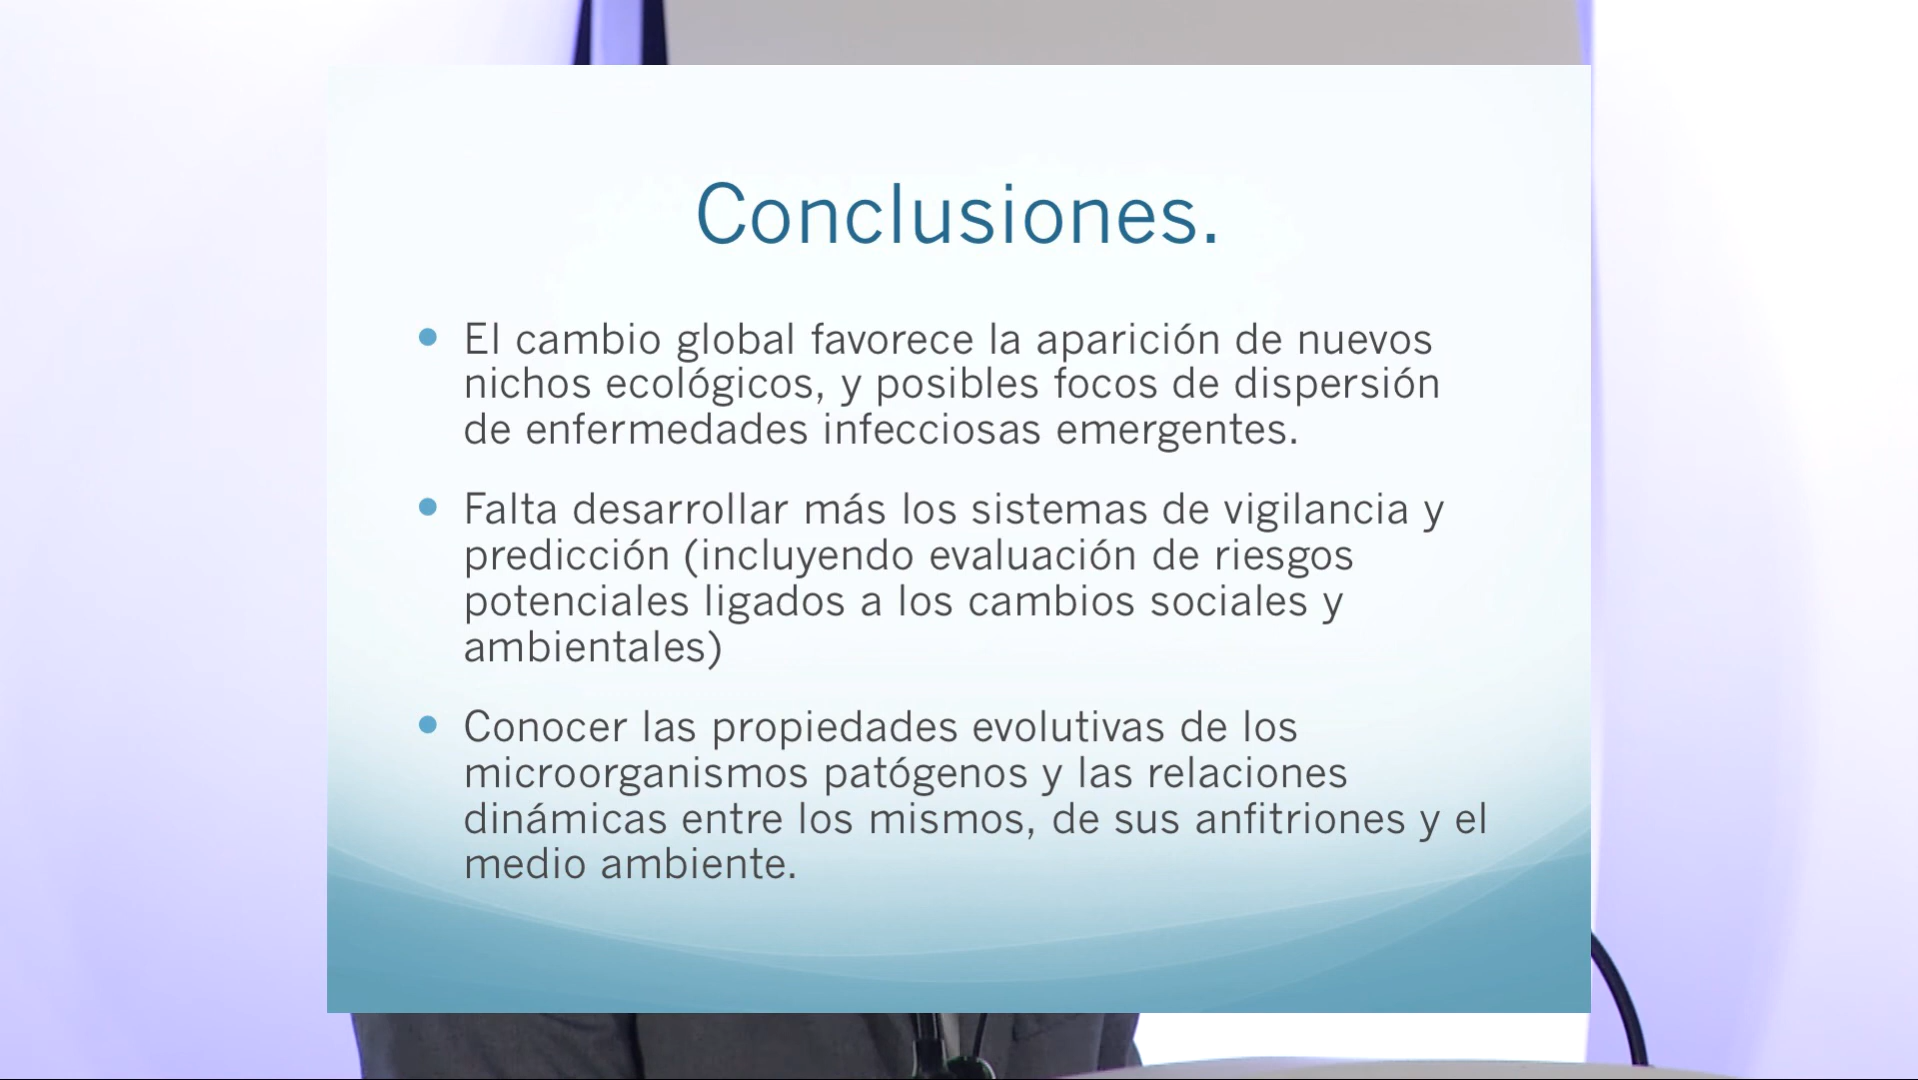 Conclusiones.
El cambio global favorece la aparición de nuevos
nichos ecológicos, y posibles focos de dispersión
de enfermedades infecciosas emergentes.
Falta desarrollar más los sistemas de vigilancia y
predicción (incluyendo evaluación de riesgos
potenciales ligados a los cambios sociales y
ambientales)
Conocer las propiedades evolutivas de los
microorganismos patógenos y las relaciones
dinámicas entre los mismos, de sus anfitriones y el
medio ambiente.